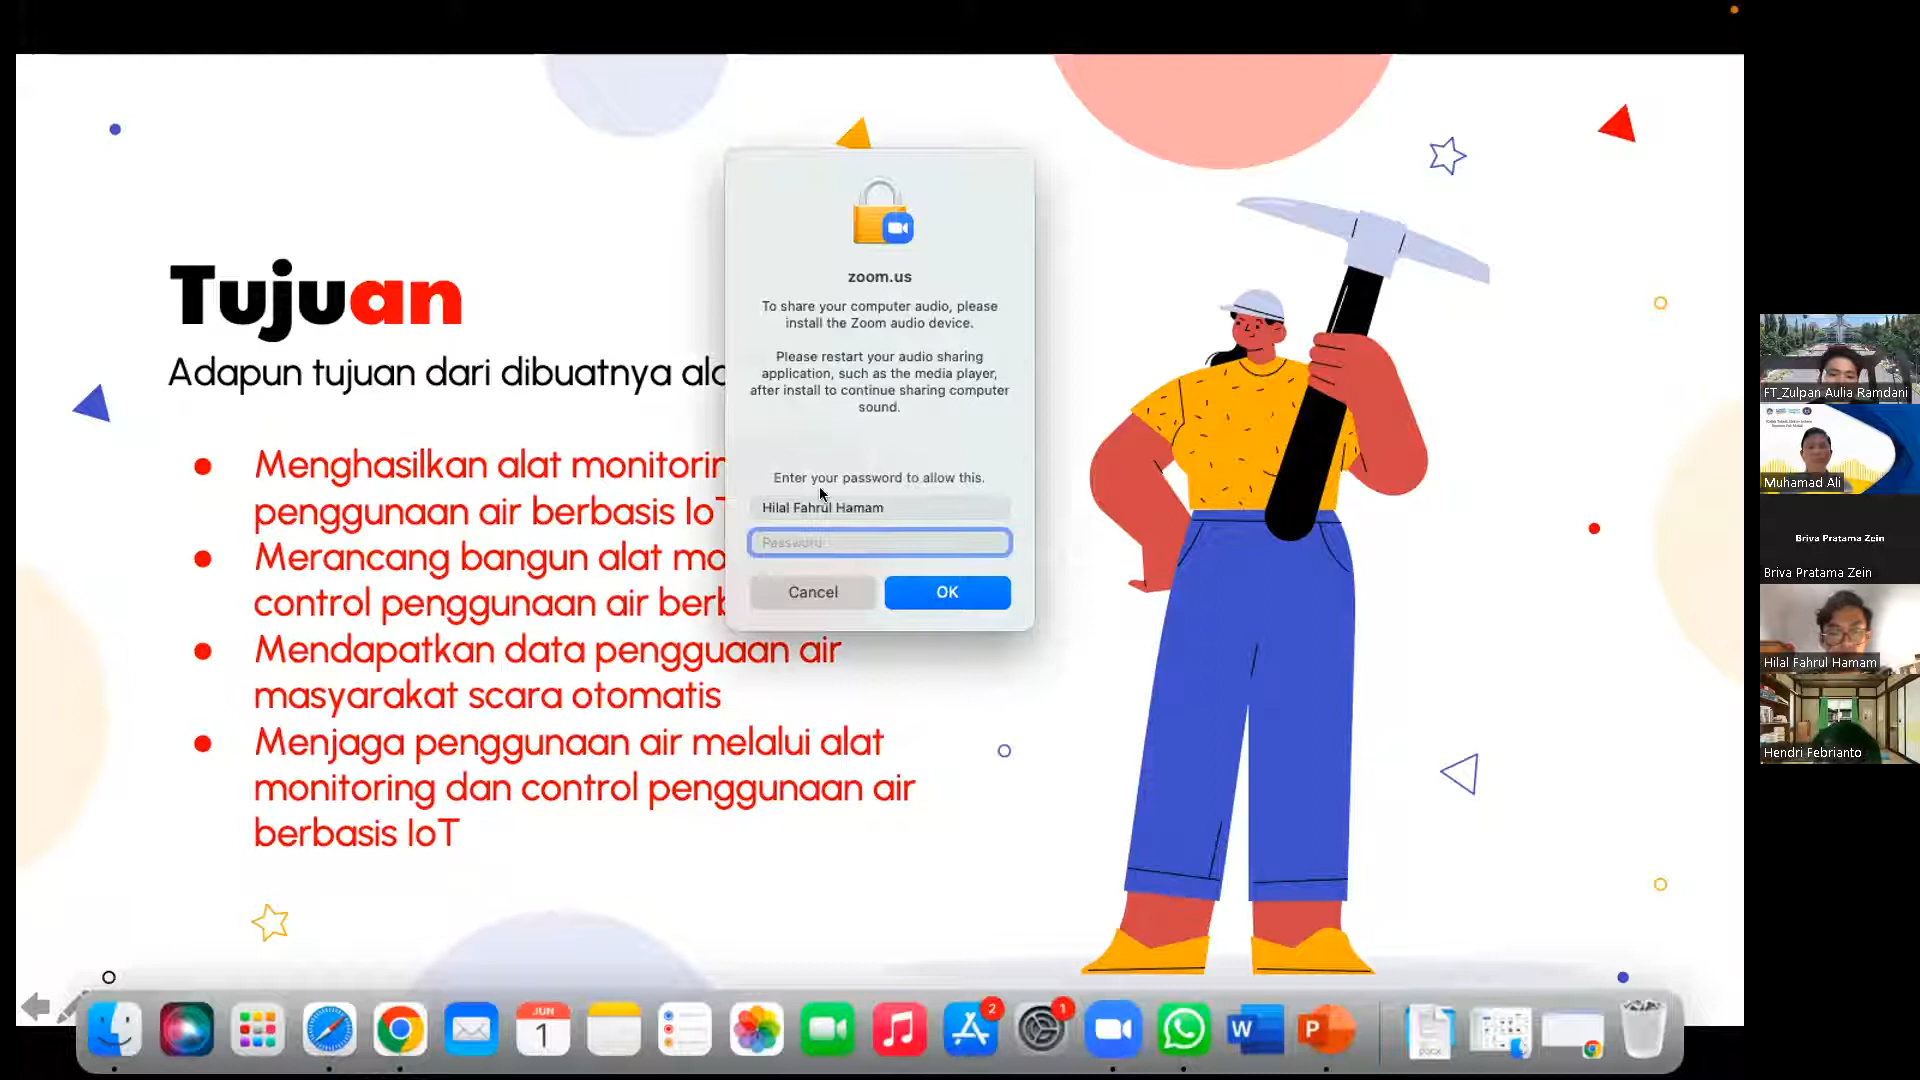 Tujuan
Adapun tujuan dari dibuatnya
Menghasilkan alat
penggunaan air berbasis
Merancang bangun alat
control penggunaan air
Mendapatkan data pengguaan air
masyarakat scara otomatis
Menjaga penggunaan air melalui alat
monitoring dan control penggunaan air
berbasis IoT
zoom.us
To share your computer audio, please
install the Zoom audio device.
Please restart your audio sharing
application, such as the media player,
after install to continue sharing computer
sound.
Enter your password to allow this.
Hilal Fahrul Hamam
Password
Cancel
OK
FT_Zulpan Aulia Ramdani
Muhamad Ali
Briva Pratama Zein
Briva Pratama Zein
Hilal Fahrul Hamam
Hendri Febrianto
JUN
1
2
1
W
P
DOCX